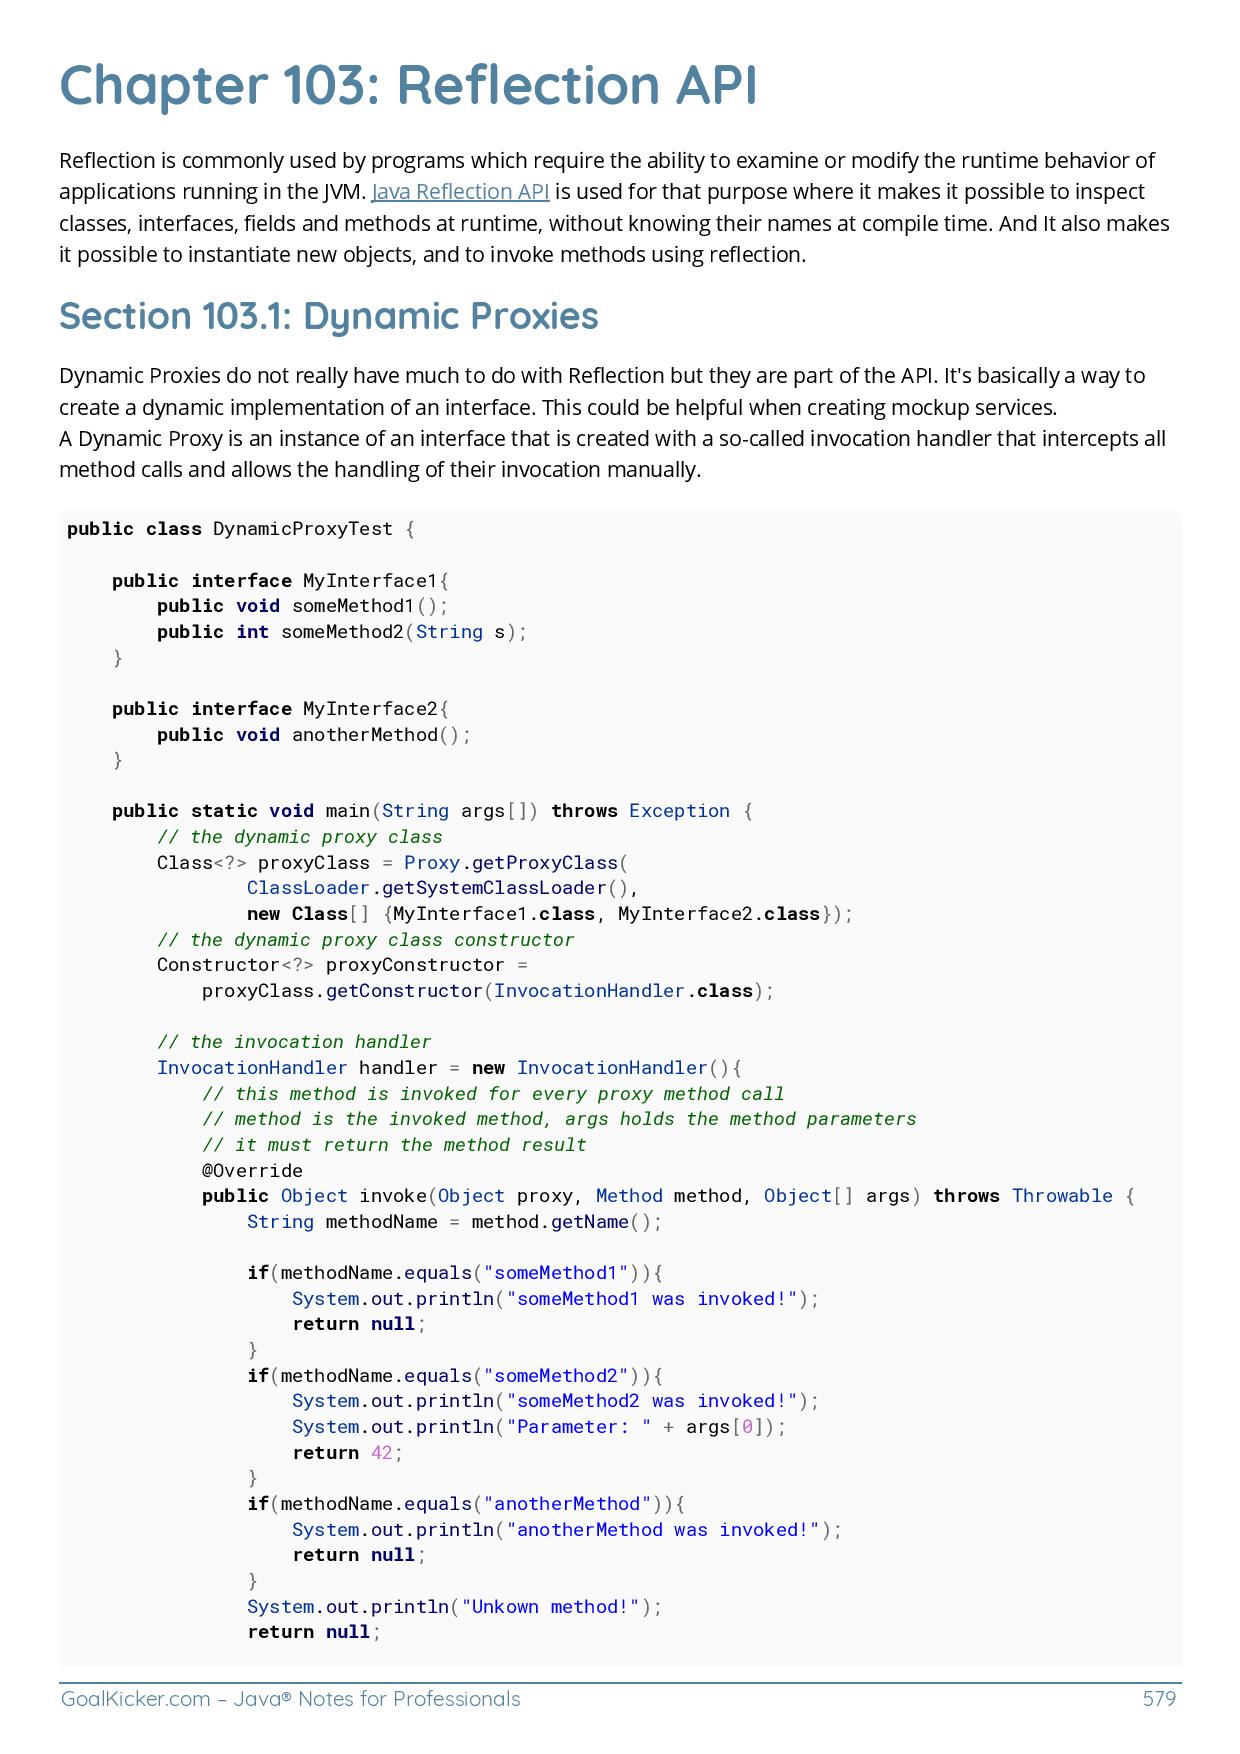 Chapter 103: Reflection API
Reflection is commonly used by programs which require the ability to examine or modify the runtime behavior of
applications running in the JVM. Java Reflection API is used for that purpose where it makes it possible to inspect
classes, interfaces, fields and methods at runtime, without knowing their names at compile time. And It also makes
it possible to instantiate new objects, and to invoke methods using reflection.
Section 103.1: Dynamic Proxies
Dynamic Proxies do not really have much to do with Reflection but they are part of the API. It's basically a way to
create a dynamic implementation of an interface. This could be helpful when creating mockup services.
A Dynamic Proxy is an instance of an interface that is created with a so-called invocation handler that intercepts all
method calls and allows the handling of their invocation manually.
public class DynamicProxyTest {
    public interface MyInterface1{
        public void someMethod1();
        public int someMethod2(String s);
    }
    public interface MyInterface2{
        public void anotherMethod();
    }
    public static void main(String args[]) throws Exception {
        // the dynamic proxy class
        Class<?> proxyClass = Proxy.getProxyClass(
                ClassLoader.getSystemClassLoader(),
                new Class[] {MyInterface1.class, MyInterface2.class});
        // the dynamic proxy class constructor
        Constructor<?> proxyConstructor =
            proxyClass.getConstructor(InvocationHandler.class);
        // the invocation handler
        InvocationHandler handler = new InvocationHandler(){
            // this method is invoked for every proxy method call
            // method is the invoked method, args holds the method parameters
            // it must return the method result
            @Override
            public Object invoke(Object proxy, Method method, Object[] args) throws Throwable {
                String methodName = method.getName();
                if(methodName.equals("someMethod1")){
                    System.out.println("someMethod1 was invoked!");
                    return null;
                }
                if(methodName.equals("someMethod2")){
                    System.out.println("someMethod2 was invoked!");
                    System.out.println("Parameter: " + args[0]);
                    return 42;
                }
                if(methodName.equals("anotherMethod")){
                    System.out.println("anotherMethod was invoked!");
                    return null;
                }
                System.out.println("Unkown method!");
                return null;
GoalKicker.com – Java® Notes for Professionals 579